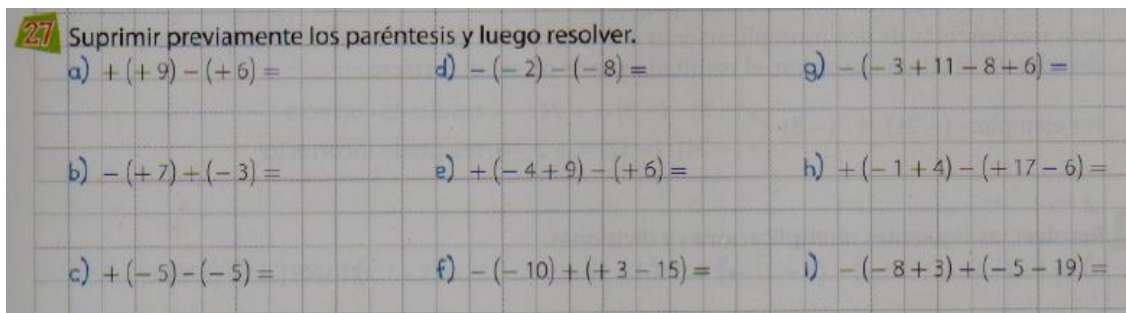 27 Suprimir previamente los paréntesis y luego resolver.
a) + (+ 9) − (+ 6) = d) − (− 2) − (− 8) = g) − (− 3 + 11 − 8 + 6) =
b) − (+ 7) + (− 3) = e) + (− 4 + 9) − (+ 6) = h) + (− 1 + 4) − (+ 17 − 6) =
c) + (− 5) − (− 5) = f) − (− 10) + (+ 3 − 15) = i) − (− 8 + 3) + (− 5 − 19) =